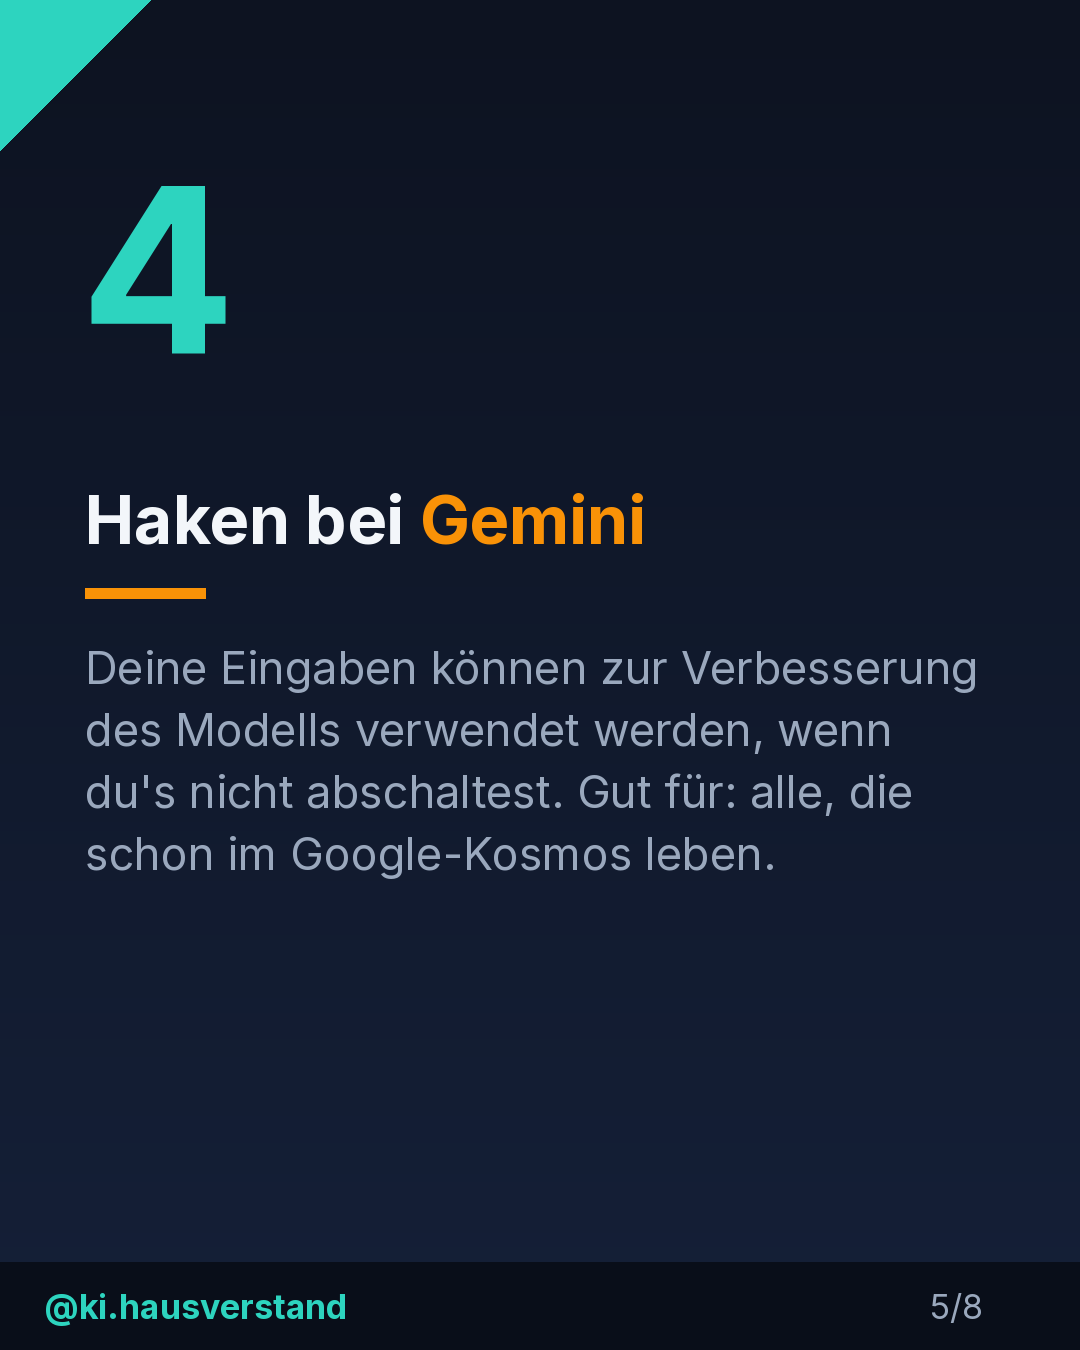 4
Haken bei Gemini
Deine Eingaben können zur Verbesserung
des Modells verwendet werden, wenn
du's nicht abschaltest. Gut für: alle, die
schon im Google-Kosmos leben.
@ki.hausverstand
5/8